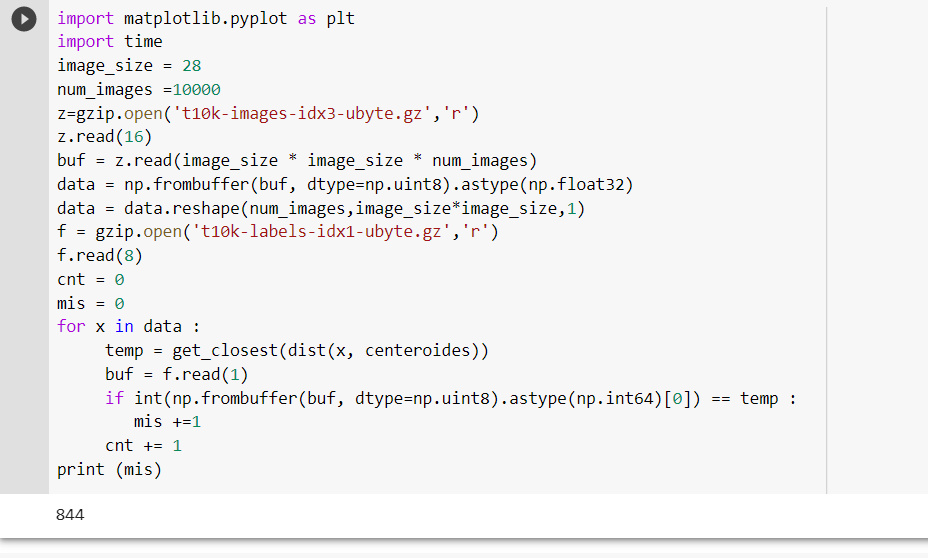 import matplotlib.pyplot as plt
import time
image_size = 28
num_images =10000
z=gzip.open('t10k-images-idx3-ubyte.gz','r')
z.read(16)
buf = z.read(image_size * image_size * num_images)
data = np.frombuffer(buf, dtype=np.uint8).astype(np.float32)
data = data.reshape(num_images,image_size*image_size,1)
f = gzip.open('t10k-labels-idx1-ubyte.gz','r')
f.read(8)
cnt = 0
mis = 0
for x in data :
     temp = get_closest(dist(x, centeroides))
     buf = f.read(1)
     if int(np.frombuffer(buf, dtype=np.uint8).astype(np.int64)[0]) == temp :
        mis +=1
     cnt += 1
print (mis)
844